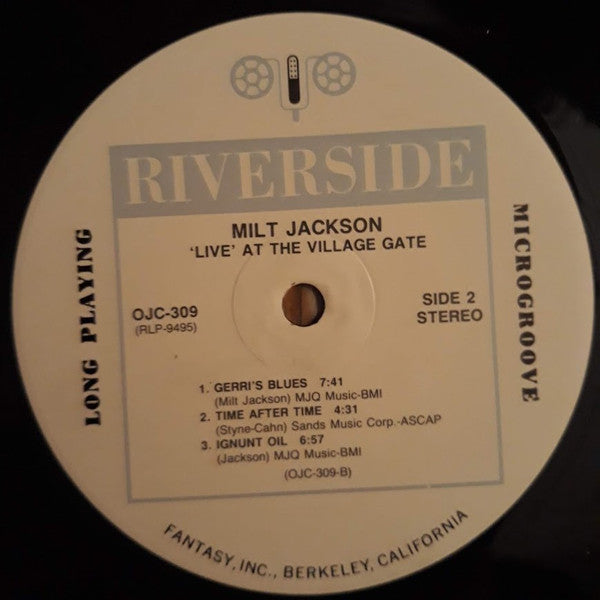 RIVERSIDE
MILT JACKSON
'LIVE' AT THE VILLAGE GATE
LONG PLAYING
MICROGROOVE
OJC-309
(RLP-9495)
SIDE 2
STEREO
1. GERRI'S BLUES 7:41
(Milt Jackson) MJQ Music-BMI
2. TIME AFTER TIME 4:31
(Styne-Cahn) Sands Music Corp.-ASCAP
3. IGNUNT OIL 6:57
(Jackson) MJQ Music-BMI
(OJC-309-B)
FANTASY, INC., BERKELEY, CALIFORNIA